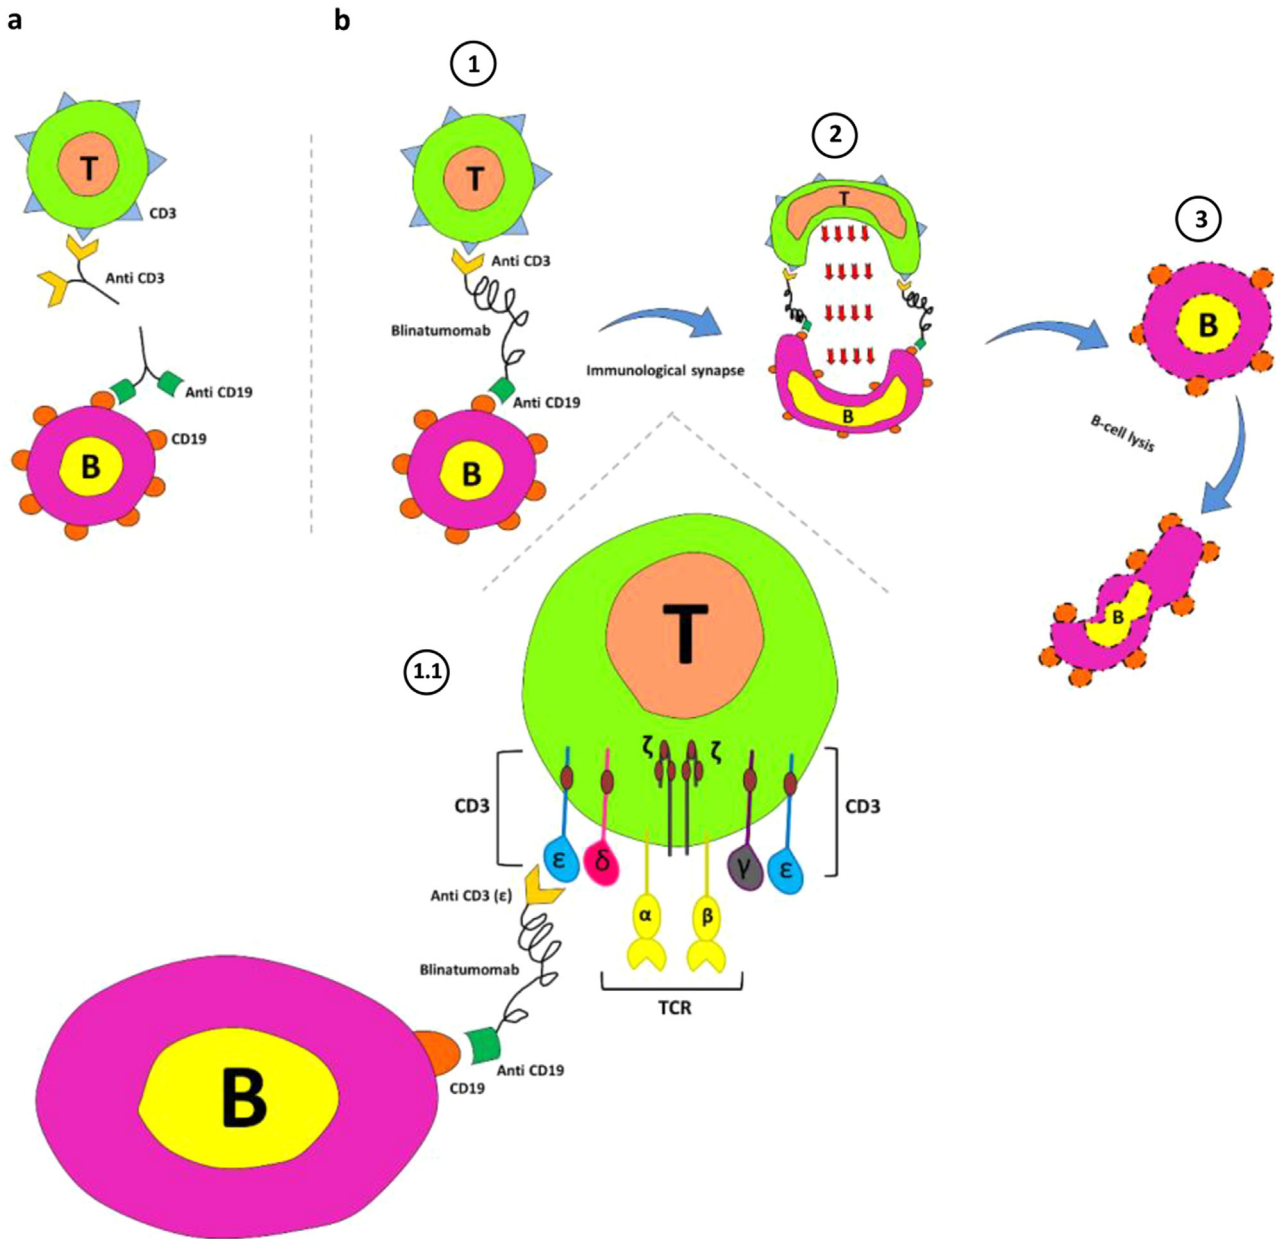 a
b
1
T
CD3
Anti CD3
Anti CD19
CD19
B
T
Anti CD3
Blinatumomab
Anti CD19
B
Immunological synapse
2
T
B
3
B
B-cell lysis
B
1.1
T
ζ
ζ
CD3
CD3
ε
δ
γ
ε
Anti CD3 (ε)
α
β
Blinatumomab
TCR
B
CD19
Anti CD19